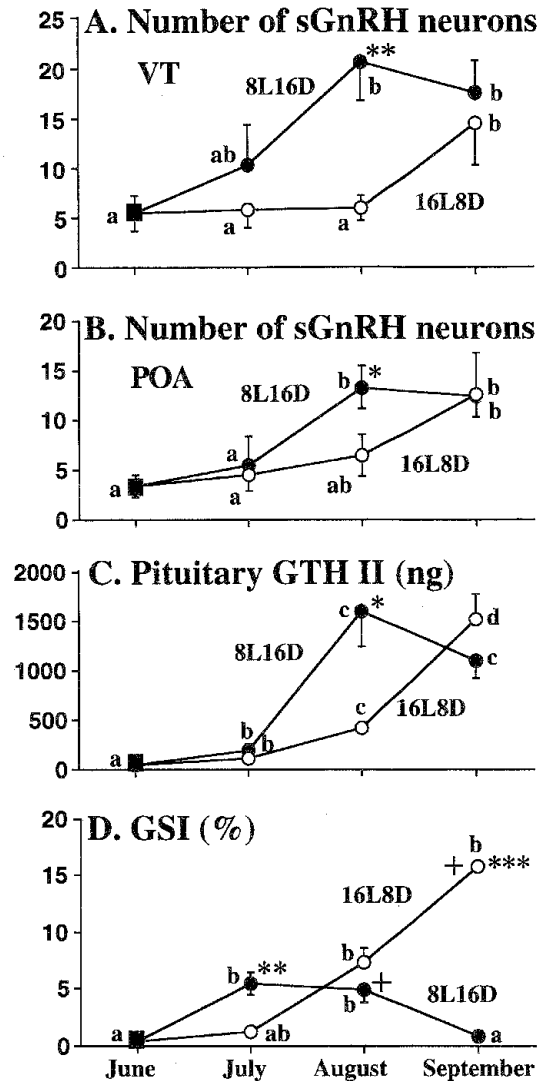 A. Number of sGnRH neurons
25
VT
8L16D
**
20
b
b
15
ab
b
10
5
a
a
a
16L8D
0
B. Number of sGnRH neurons
20
POA
15
8L16D
b
*
b
10
b
a
16L8D
5
a
a
ab
0
C. Pituitary GTH II (ng)
2000
1500
c
*
d
8L16D
1000
c
500
b
b
c
16L8D
a
0
D. GSI (%)
20
b
15
+
***
16L8D
10
b
b
**
5
+
b
8L16D
a
ab
a
0
June July August September